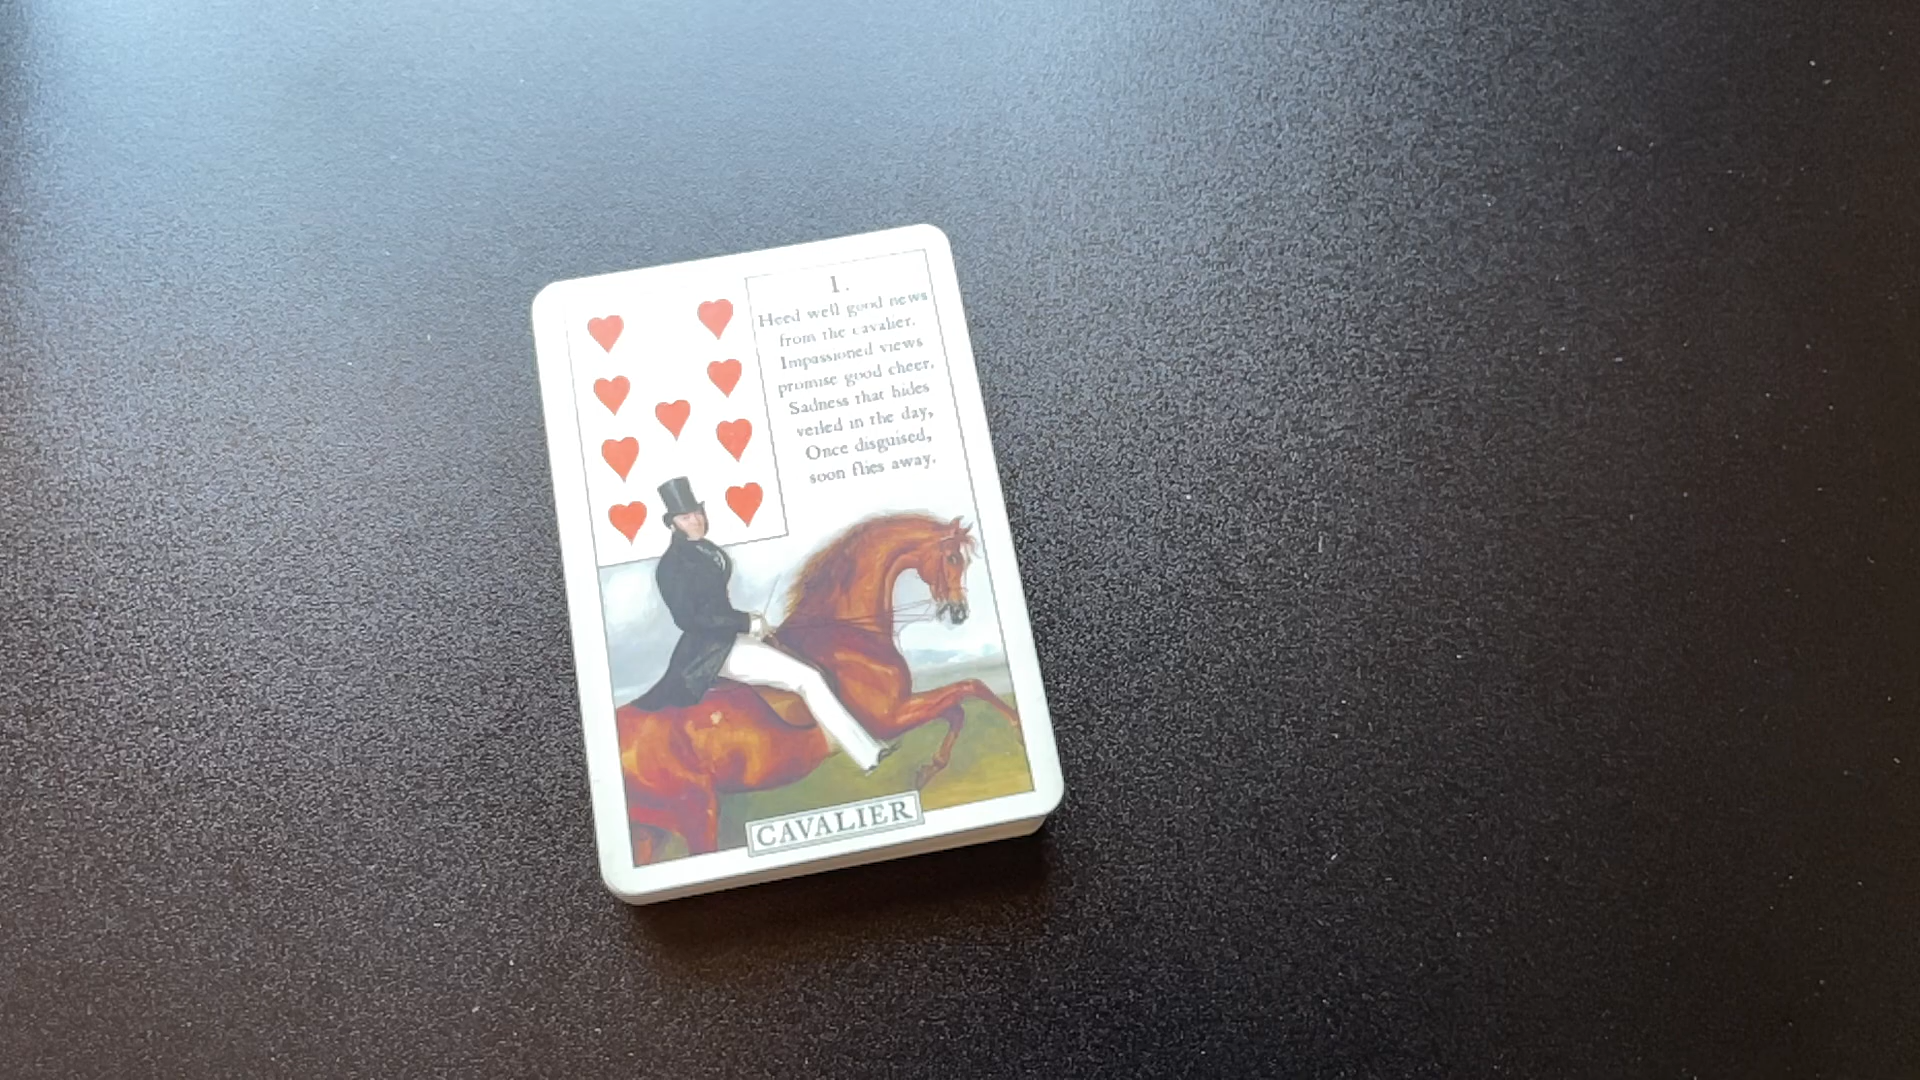 1.
Heed well good news
from the cavalier.
Impassioned views
promise good cheer.
Sadness that hides
veiled in the day,
Once disguised,
soon flies away.
CAVALIER